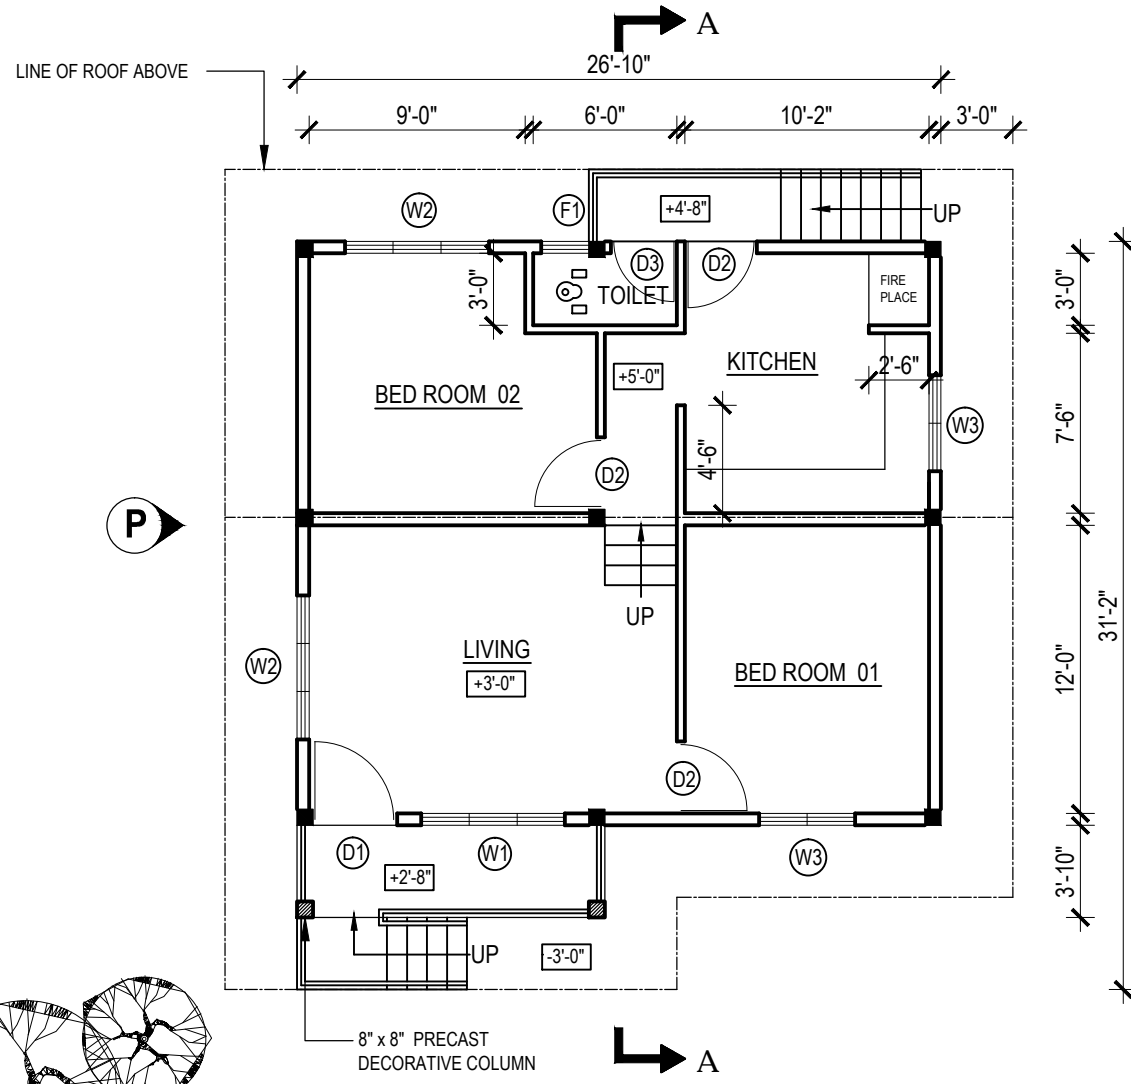 A
26'-10"
LINE OF ROOF ABOVE
9'-0"
6'-0"
10'-2"
3'-0"
W2
F1
+4'-8"
UP
D3
D2
3'-0"
TOILET
FIRE
PLACE
3'-0"
+5'-0"
KITCHEN
2'-6"
BED ROOM 02
W3
7'-6"
4'-6"
D2
P
UP
31'-2"
LIVING
W2
+3'-0"
BED ROOM 01
12'-0"
D2
D1
W1
W3
+2'-8"
3'-10"
UP
-3'-0"
8" x 8" PRECAST
DECORATIVE COLUMN
A